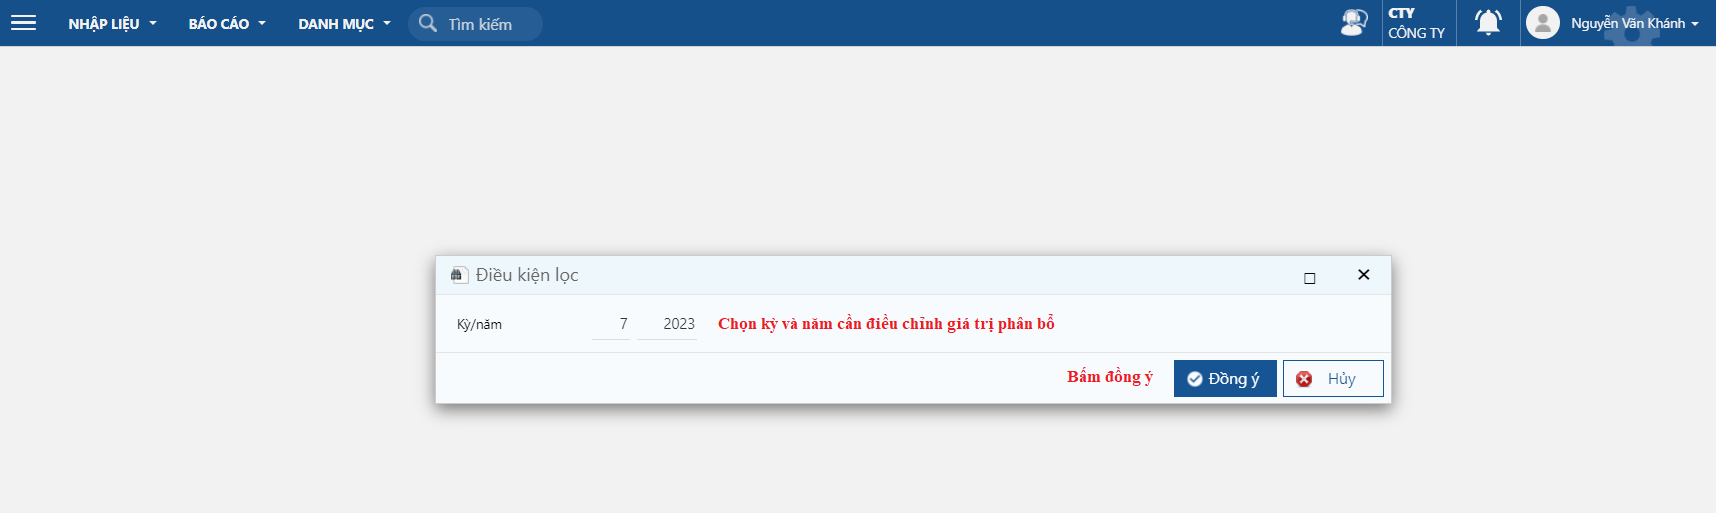 NHẬP LIỆU BÁO CÁO DANH MỤC Tìm kiếm
CTY
CÔNG TY
Nguyễn Văn Khánh
Điều kiện lọc
Kỳ/năm 7 2023 Chọn kỳ và năm cần điều chỉnh giá trị phân bổ
Bấm đồng ý Đồng ý Hủy